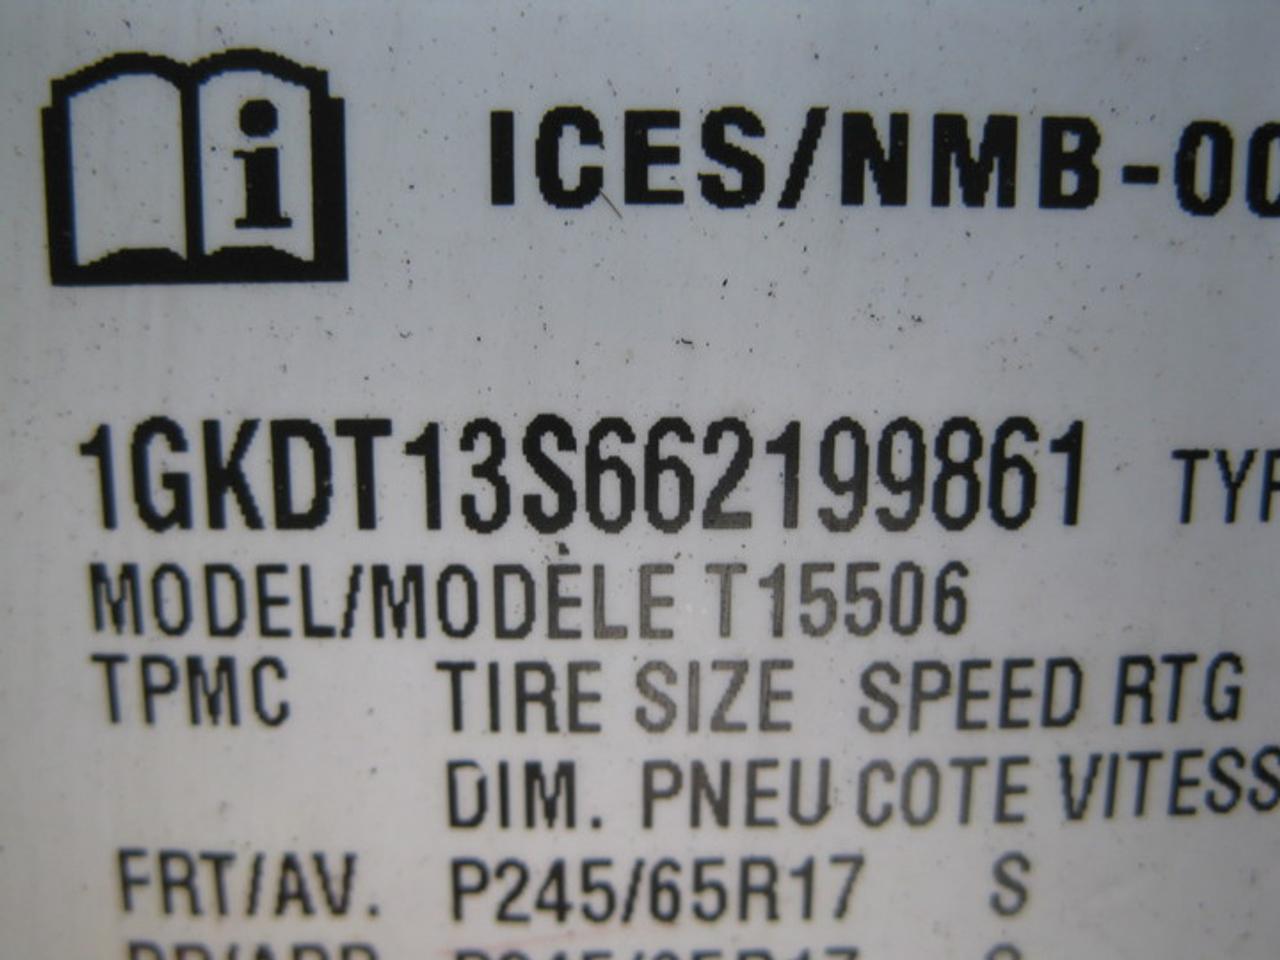 ICES/NMB-00
1GKDT13S662199861 TYP
MODEL/MODÈLE T15506
TPMC TIRE SIZE SPEED RTG
DIM. PNEU COTE VITESS
FRT/AV. P245/65R17 S